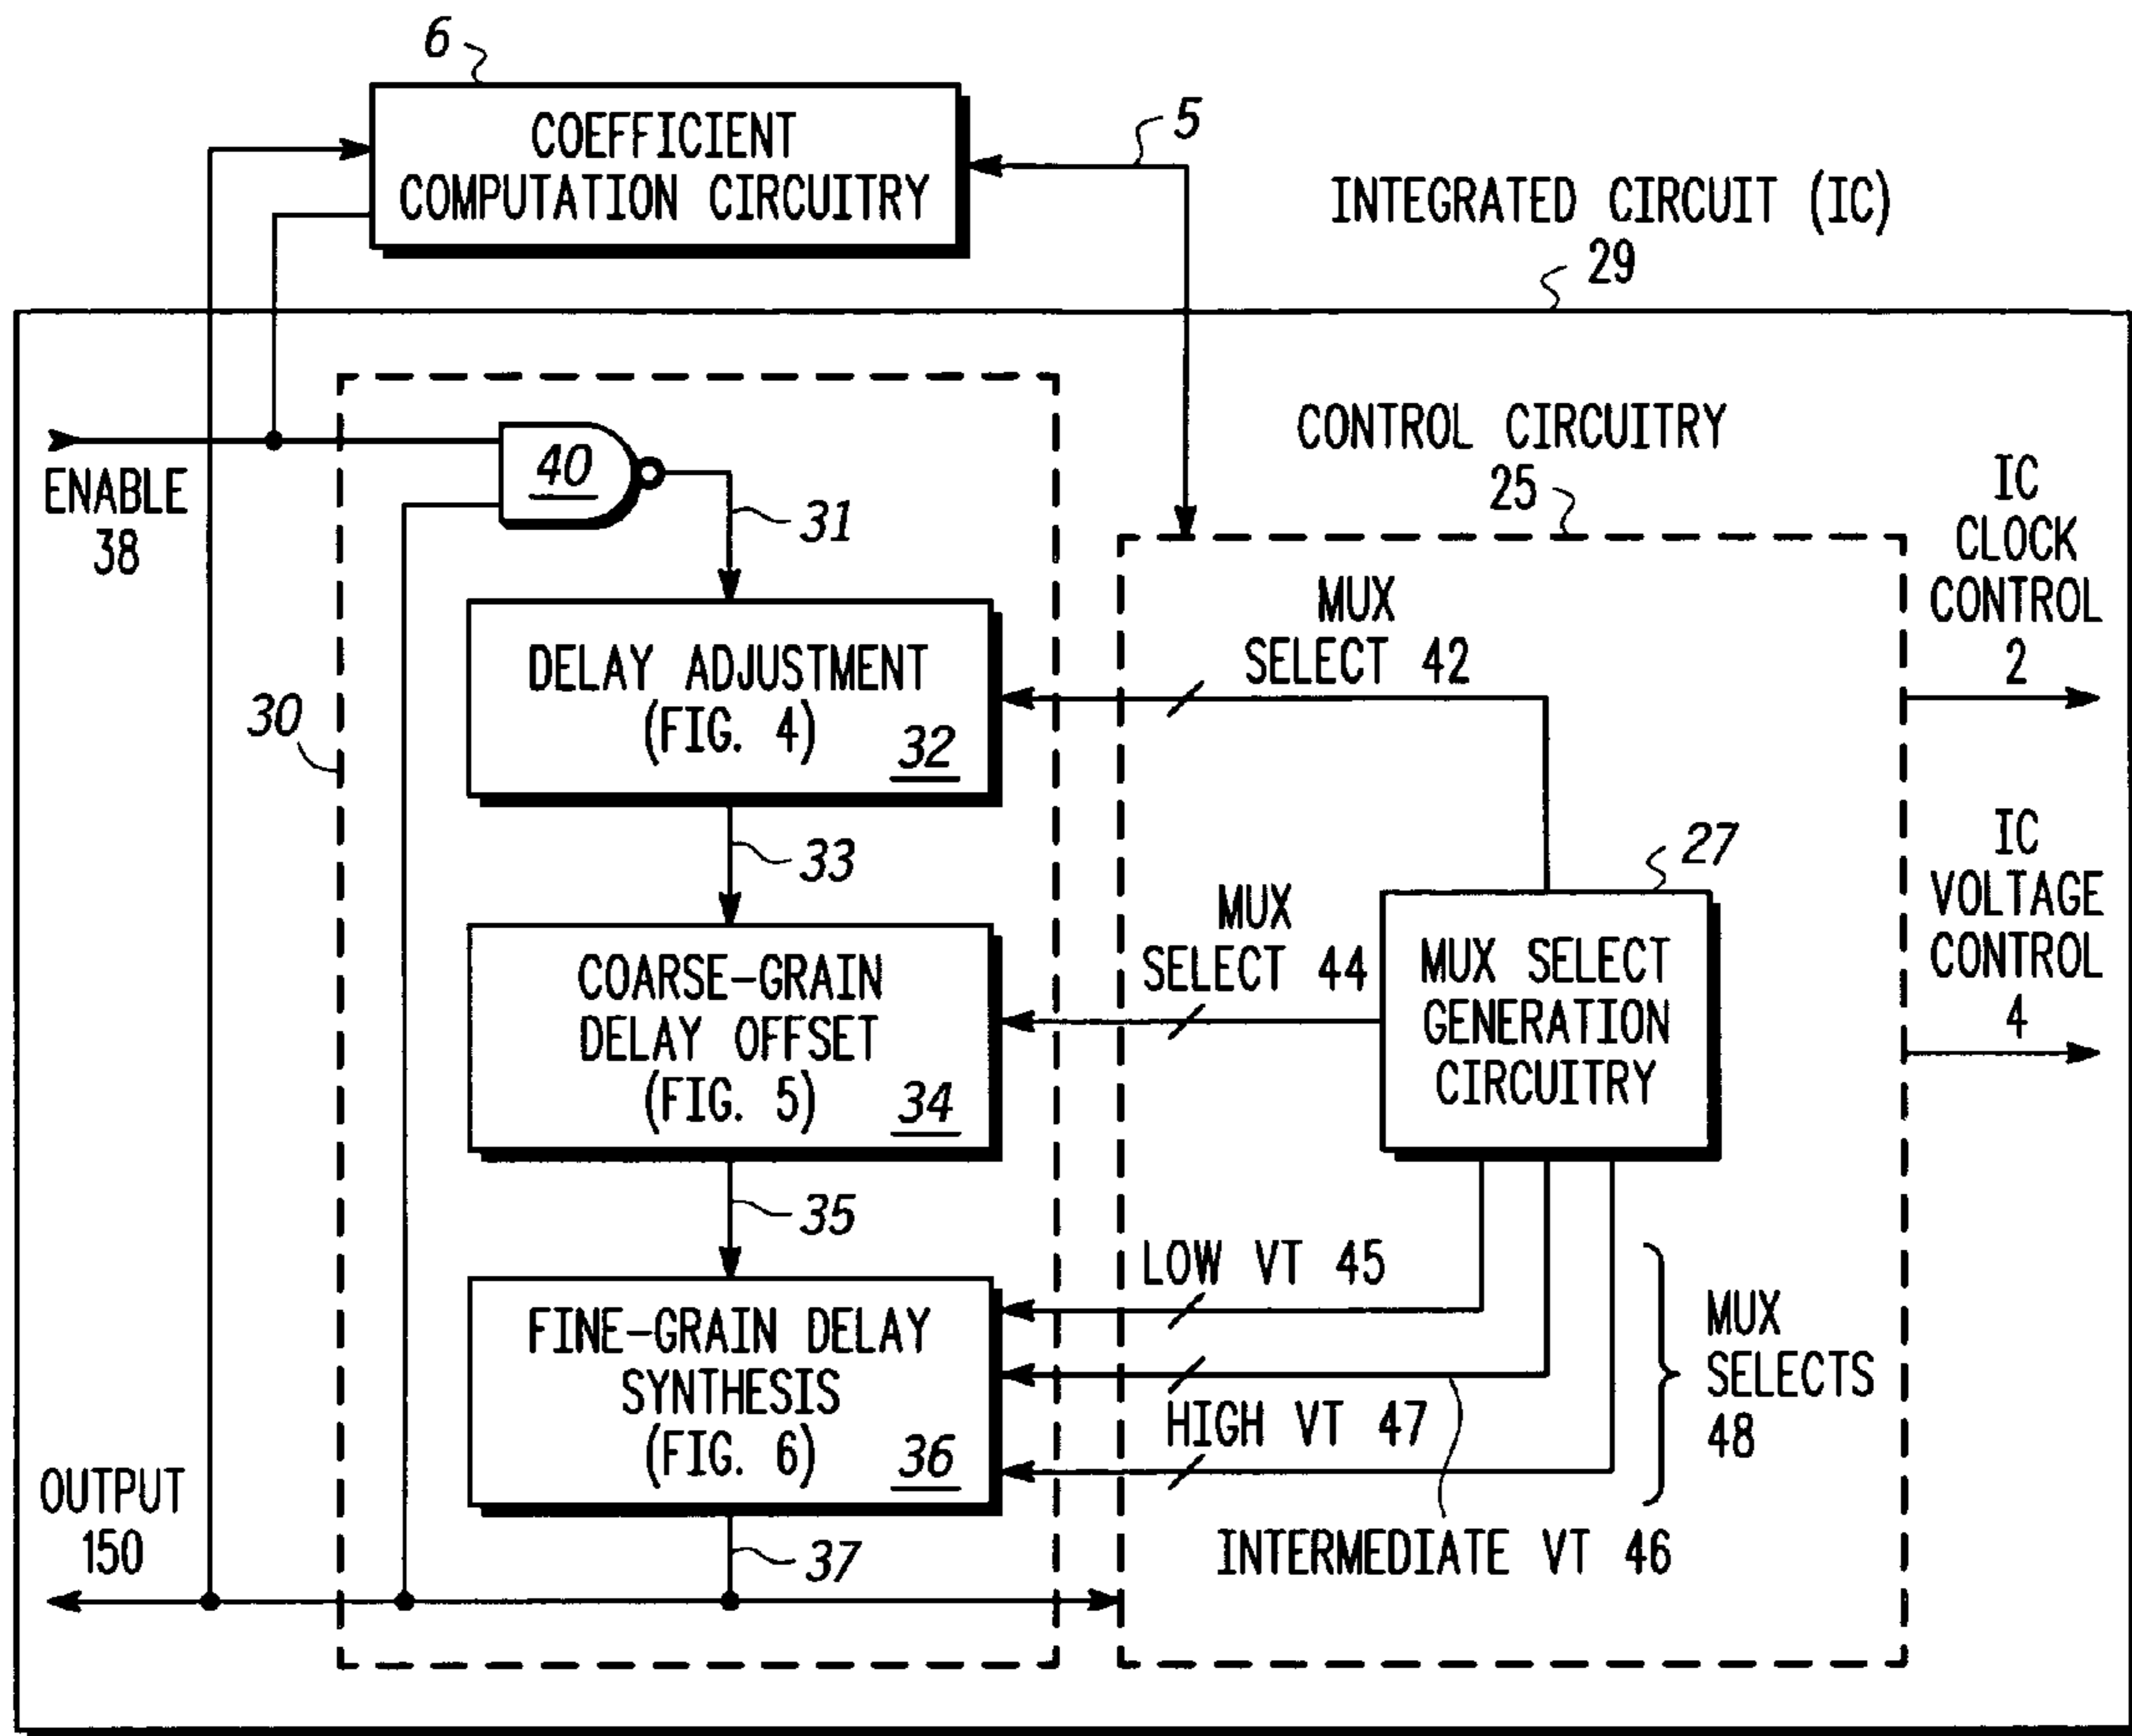 6
COEFFICIENT
COMPUTATION CIRCUITRY
5
INTEGRATED CIRCUIT (IC)
29
ENABLE
38
40
31
CONTROL CIRCUITRY
25
IC
CLOCK
CONTROL
2
30
DELAY ADJUSTMENT
(FIG. 4)
32
MUX
SELECT 42
33
27
IC
VOLTAGE
CONTROL
4
COARSE-GRAIN
DELAY OFFSET
(FIG. 5)
34
MUX
SELECT 44
MUX SELECT
GENERATION
CIRCUITRY
35
LOW VT 45
FINE-GRAIN DELAY
SYNTHESIS
(FIG. 6)
36
HIGH VT 47
MUX
SELECTS
48
OUTPUT
150
37
INTERMEDIATE VT 46